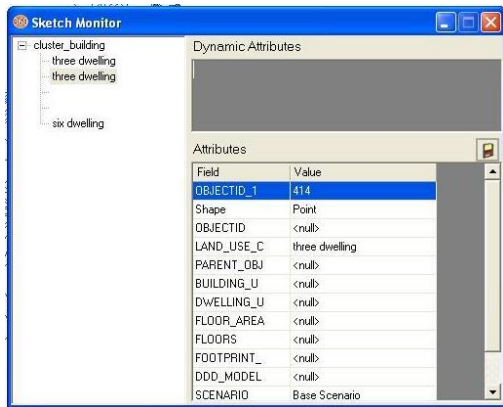 Sketch Monitor
cluster_building
three dwelling
three dwelling
six dwelling
Dynamic Attributes
Attributes
Field Value
OBJECTID_1 414
Shape Point
OBJECTID <null>
LAND_USE_C three dwelling
PARENT_OBJ <null>
BUILDING_U <null>
DWELLING_U <null>
FLOOR_AREA <null>
FLOORS <null>
FOOTPRINT_ <null>
DDD_MODEL <null>
SCENARIO Base Scenario